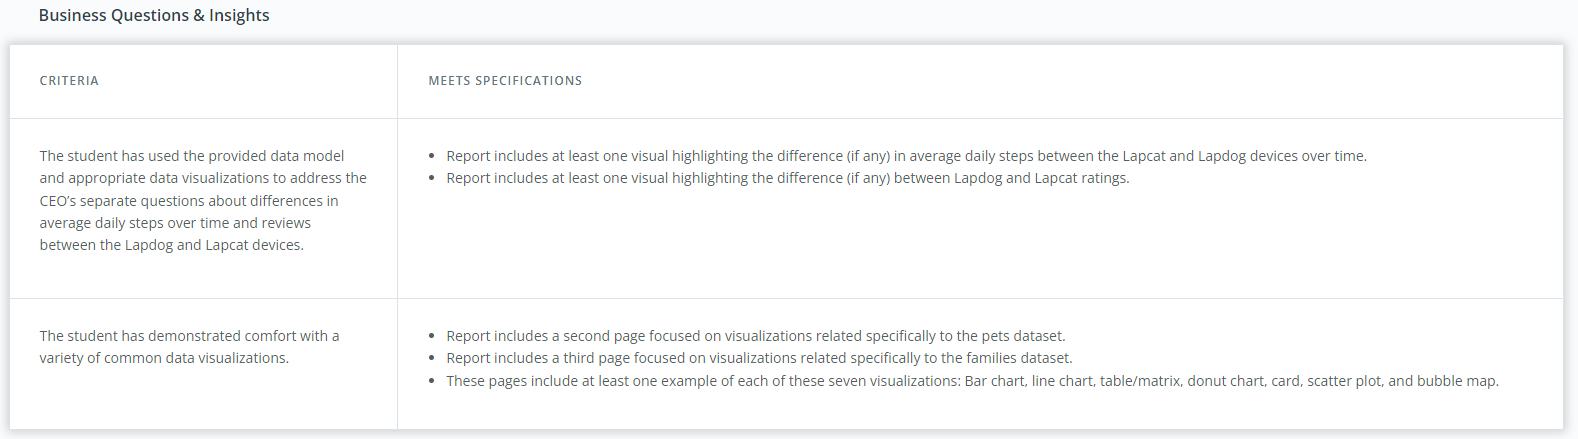 Business Questions & Insights
CRITERIA
MEETS SPECIFICATIONS
The student has used the provided data model
and appropriate data visualizations to address the
CEO’s separate questions about differences in
average daily steps over time and reviews
between the Lapdog and Lapcat devices.
• Report includes at least one visual highlighting the difference (if any) in average daily steps between the Lapcat and Lapdog devices over time.
• Report includes at least one visual highlighting the difference (if any) between Lapdog and Lapcat ratings.
The student has demonstrated comfort with a
variety of common data visualizations.
• Report includes a second page focused on visualizations related specifically to the pets dataset.
• Report includes a third page focused on visualizations related specifically to the families dataset.
• These pages include at least one example of each of these seven visualizations: Bar chart, line chart, table/matrix, donut chart, card, scatter plot, and bubble map.